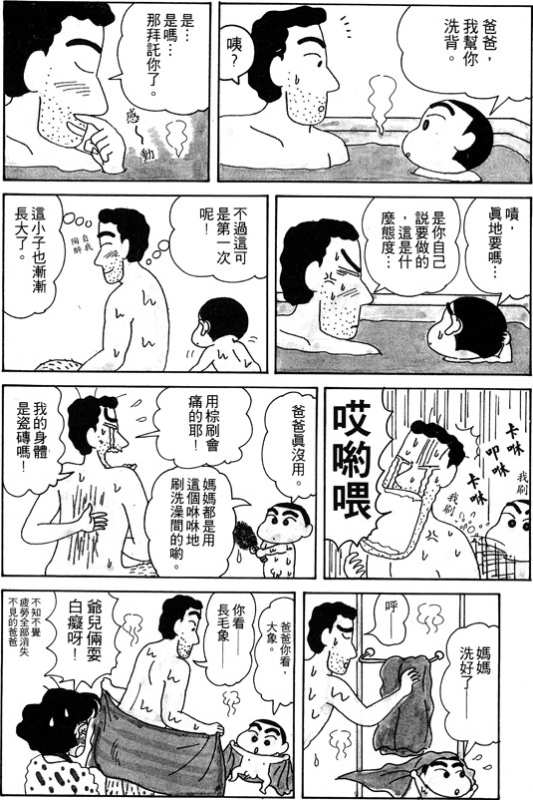 爸爸，
我幫你
洗背。
咦？
是…
是嗎…
那拜託你了。
感
動
嘖，
真地要嗎…
是你自己
說要做的
，這是什
麼態度…
不過這可
是第一次
呢！
自我
陶醉
這小子也漸漸
長大了。
卡咻
叩咻
卡咻
我刷
我刷
哎喲喂
爸爸真沒用。
用棕刷會
痛的耶！
媽媽都是用
這個咻咻地
刷洗澡間的喲。
我的身體
是瓷磚嗎！
媽媽
洗好了──
呼──
爸爸你看，
大象。
你看
長毛象──
爺兒倆耍
白癡呀！
不知不覺
疲勞全部消失
不見的爸爸